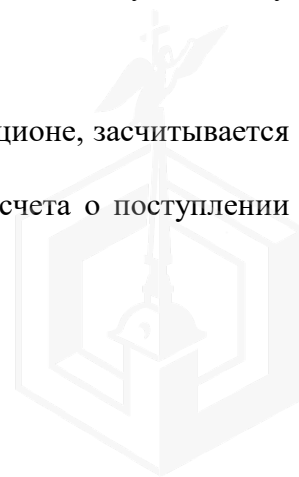 ционе, засчитывается
счета о поступлении